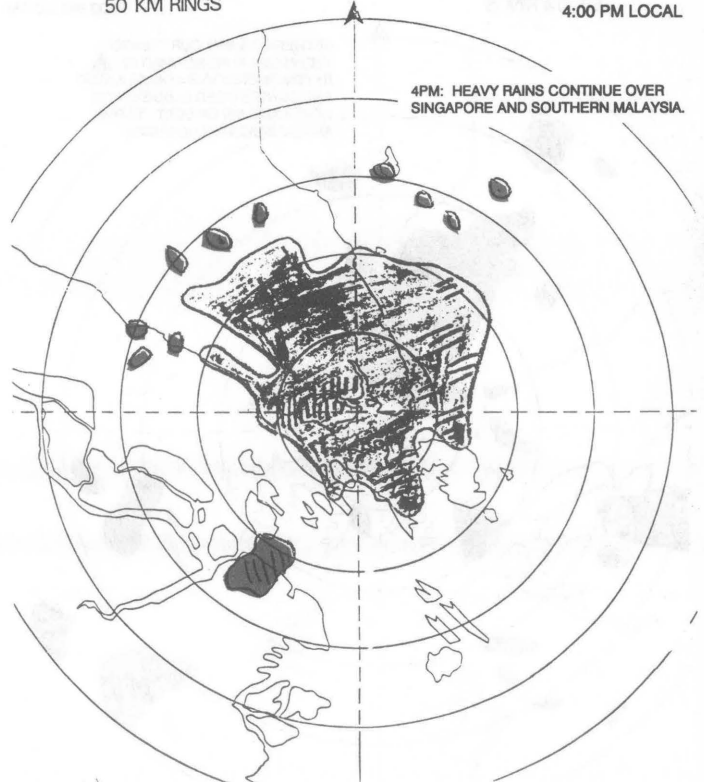 50 KM RINGS
4:00 PM LOCAL
4PM: HEAVY RAINS CONTINUE OVER
SINGAPORE AND SOUTHERN MALAYSIA.